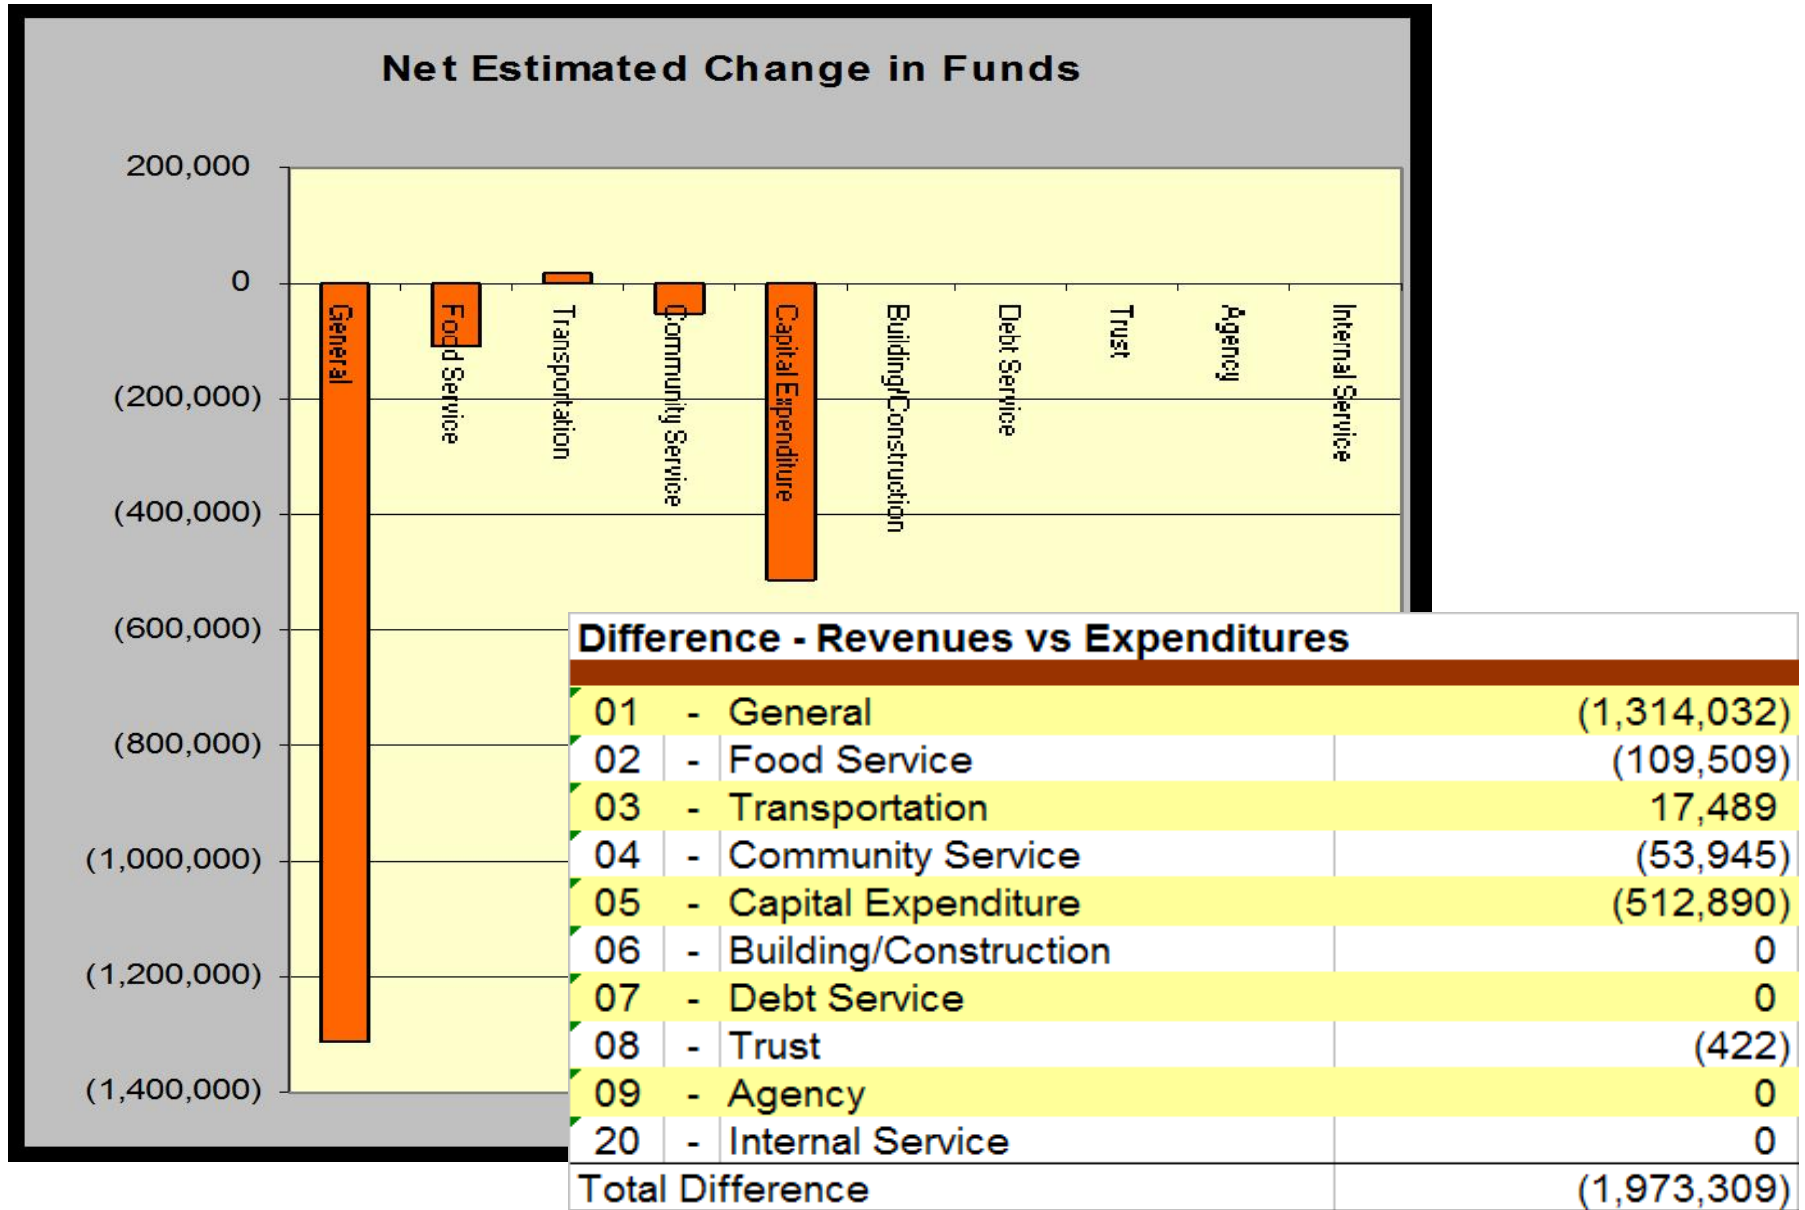 Net Estimated Change in Funds
200,000
0
(200,000)
(400,000)
(600,000)
(800,000)
(1,000,000)
(1,200,000)
(1,400,000)
General
Food Service
Transportation
Community Service
Capital Expenditure
Building/Construction
Debt Service
Trust
Agency
Internal Service
Difference - Revenues vs Expenditures
01 - General (1,314,032)
02 - Food Service (109,509)
03 - Transportation 17,489
04 - Community Service (53,945)
05 - Capital Expenditure (512,890)
06 - Building/Construction 0
07 - Debt Service 0
08 - Trust (422)
09 - Agency 0
20 - Internal Service 0
Total Difference (1,973,309)